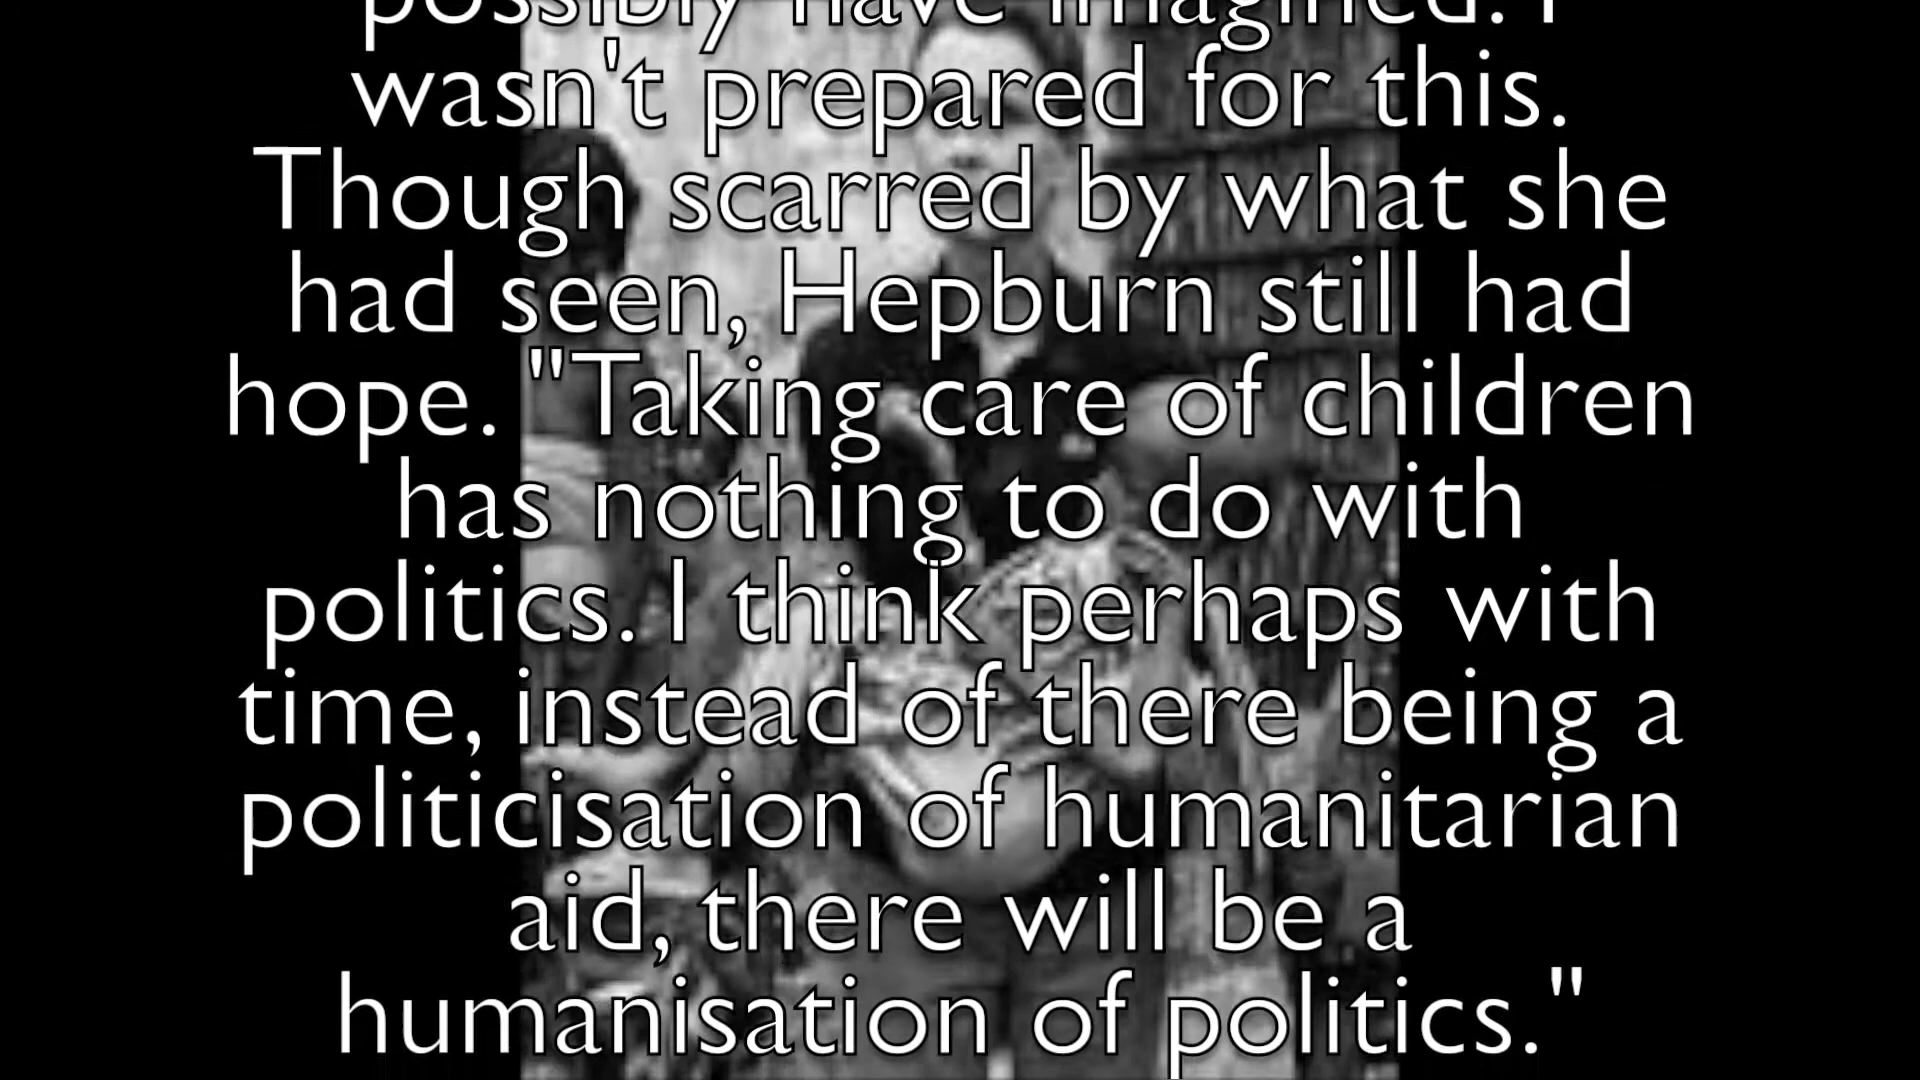 possibly have imagined. I
wasn't prepared for this.
Though scarred by what she
had seen, Hepburn still had
hope. "Taking care of children
has nothing to do with
politics. I think perhaps with
time, instead of there being a
politicisation of humanitarian
aid, there will be a
humanisation of politics."